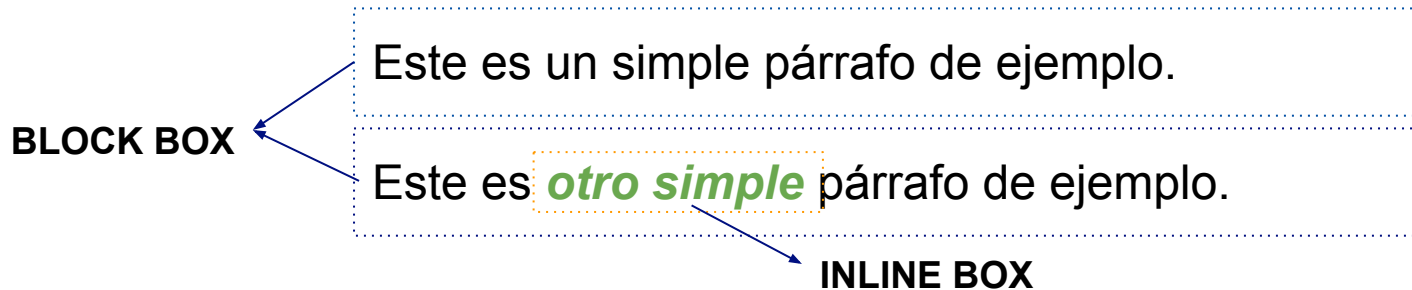 Este es un simple párrafo de ejemplo.
BLOCK BOX
Este es otro simple párrafo de ejemplo.
INLINE BOX